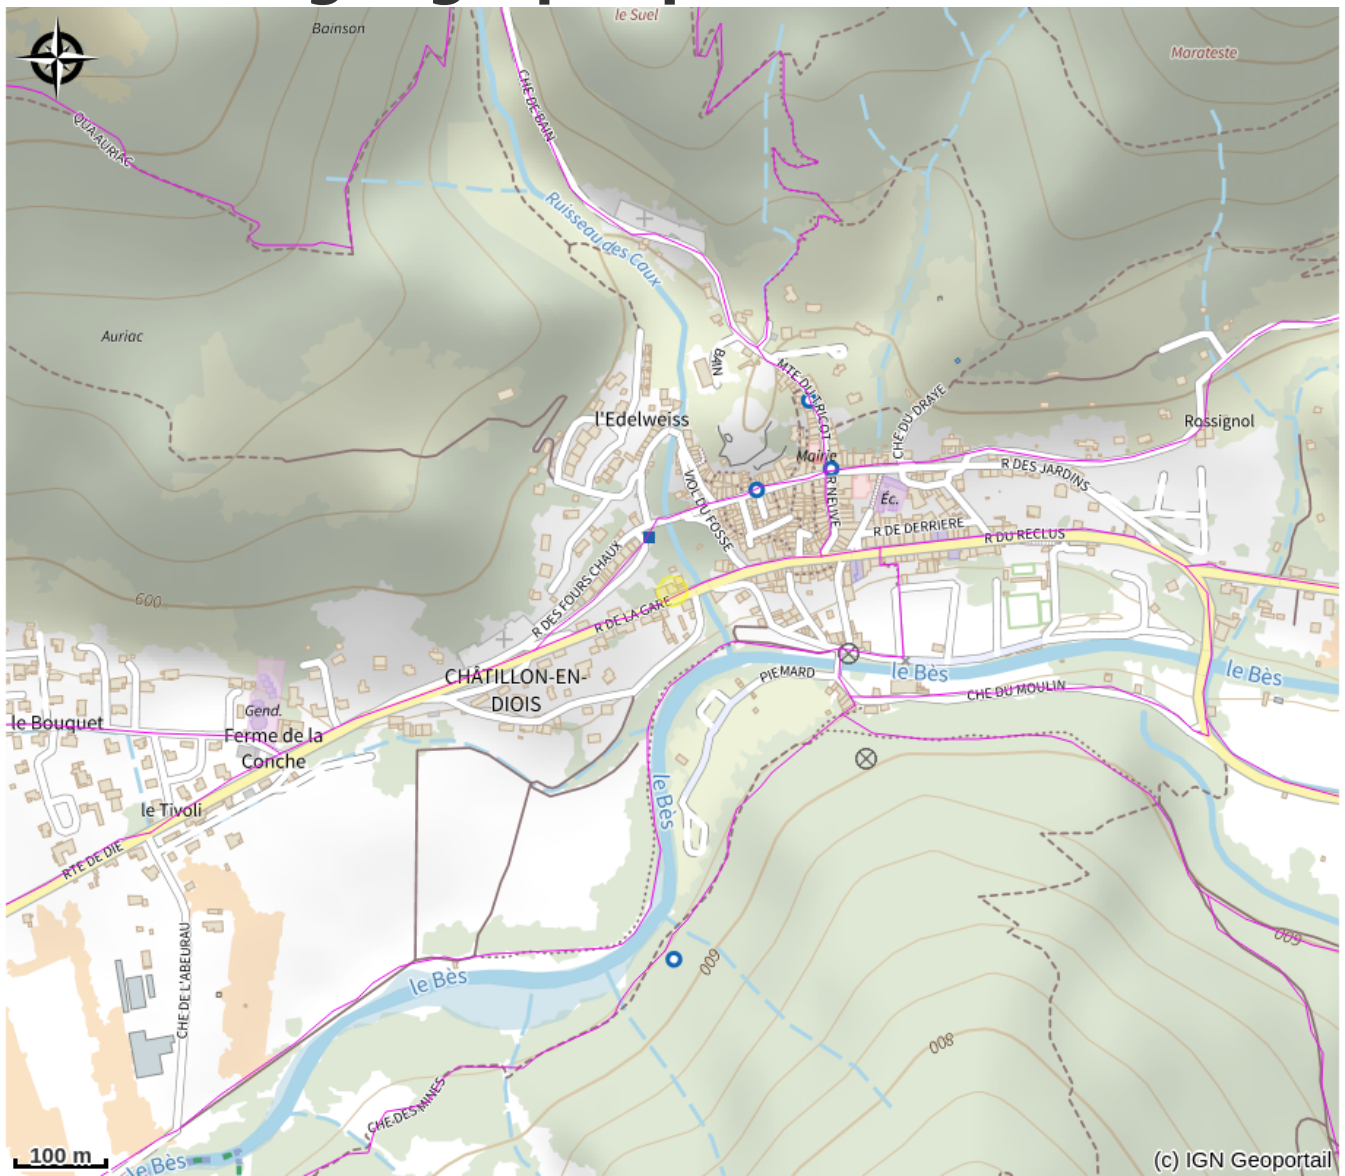 le Suel
Bainson
Marateste
CHE DE BAIN
QUA AURIAC
Ruisseau des Caux
Auriac
BAIN
MTE DU TRICOT
CHE DU DRAYE
l'Edelweiss
Rossignol
Mairie
R DES JARDINS
VIOL DU FOSSE
R NEUVE
Éc.
R DE DERRIERE
R DU RECLUS
R DES FOURS CHAUX
600
R DE LA GARE
CHÂTILLON-EN-
DIOIS
PIEMARD
le Bès
le Bès
CHE DU MOULIN
Gend.
le Bouquet
Ferme de la
Conche
le Bès
le Tivoli
RTE DE DIE
600
600
CHE DE L'ABEURAU
le Bès
800
CHE DES MINES
100 m
le Bès
(c) IGN Geoportail